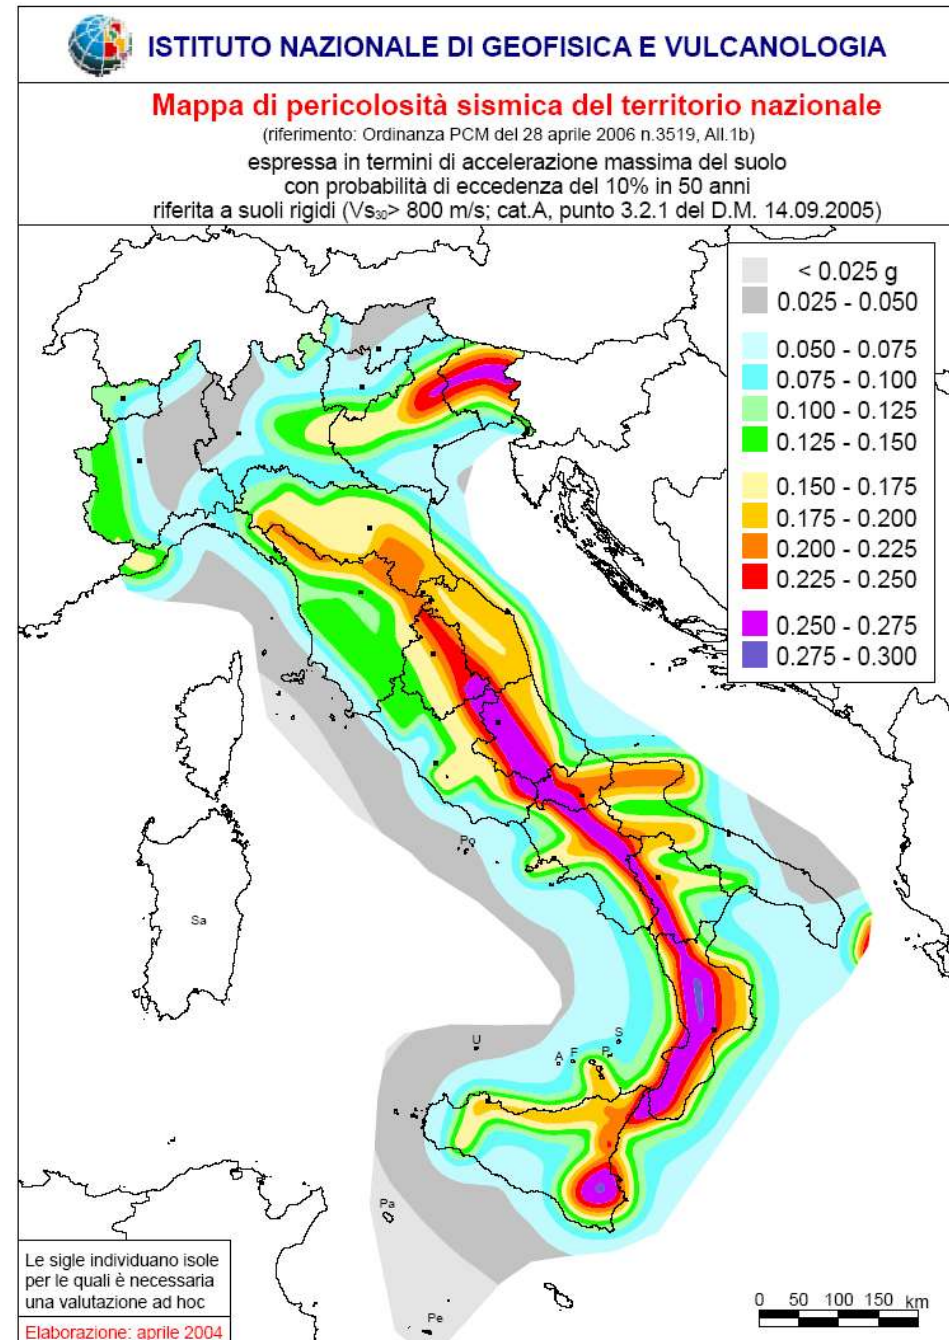 ISTITUTO NAZIONALE DI GEOFISICA E VULCANOLOGIA
Mappa di pericolosità sismica del territorio nazionale
(riferimento: Ordinanza PCM del 28 aprile 2006 n.3519, All.1b)
espressa in termini di accelerazione massima del suolo
con probabilità di eccedenza del 10% in 50 anni
riferita a suoli rigidi (Vs₃₀> 800 m/s; cat.A, punto 3.2.1 del D.M. 14.09.2005)
< 0.025 g
0.025 - 0.050
0.050 - 0.075
0.075 - 0.100
0.100 - 0.125
0.125 - 0.150
0.150 - 0.175
0.175 - 0.200
0.200 - 0.225
0.225 - 0.250
0.250 - 0.275
0.275 - 0.300
Po
Sa
S
U
A
F
P
Pa
Pe
Le sigle individuano isole
per le quali è necessaria
una valutazione ad hoc
Elaborazione: aprile 2004
0 50 100 150 km